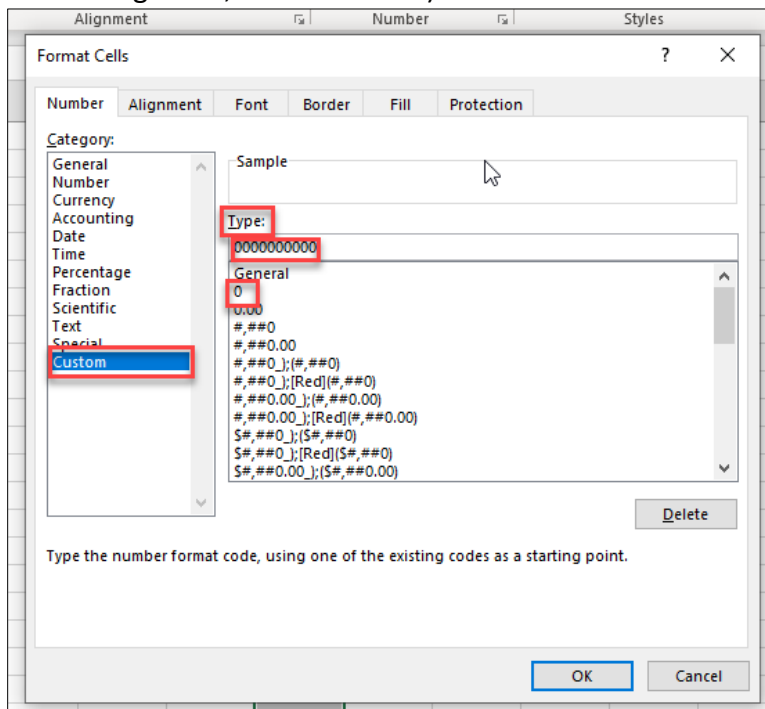 Alignment Number Styles
Format Cells ? ×
Number Alignment Font Border Fill Protection
Category:
General
Number
Currency
Accounting
Date
Time
Percentage
Fraction
Scientific
Text
Special
Custom
Sample
Type:
0000000000
General
0
0.00
#,##0
#,##0.00
#,##0_);(#,##0)
#,##0_);[Red](#,##0)
#,##0.00_);(#,##0.00)
#,##0.00_);[Red](#,##0.00)
$#,##0_);($#,##0)
$#,##0_);[Red]($#,##0)
$#,##0.00_);($#,##0.00)
Delete
Type the number format code, using one of the existing codes as a starting point.
OK Cancel